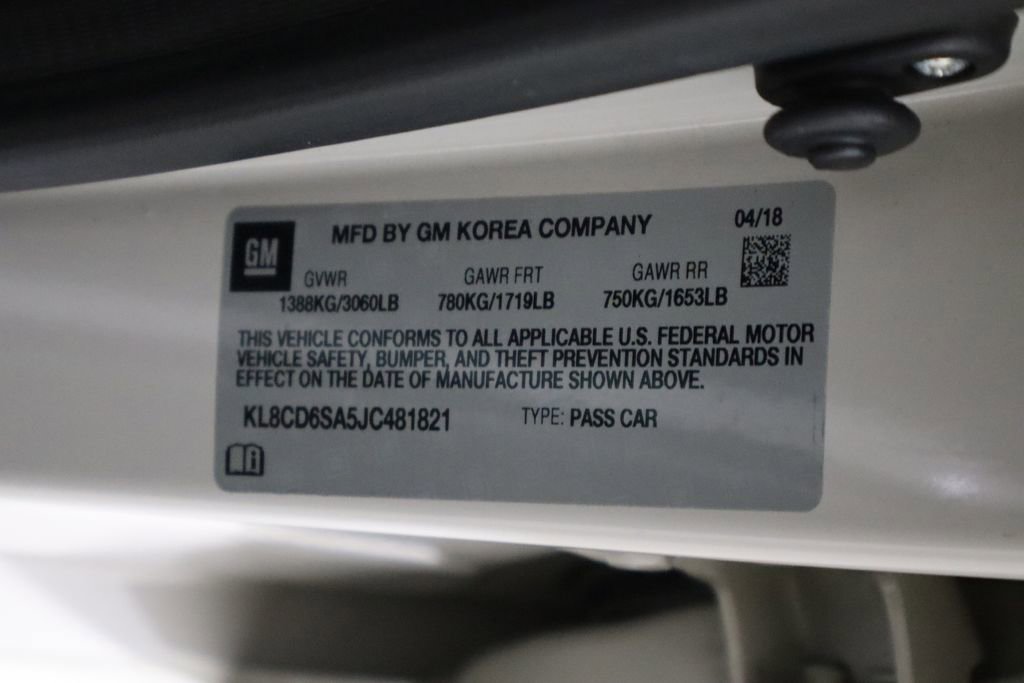 GM
MFD BY GM KOREA COMPANY
04/18
GVWR GAWR FRT GAWR RR
1388KG/3060LB 780KG/1719LB 750KG/1653LB
THIS VEHICLE CONFORMS TO ALL APPLICABLE U.S. FEDERAL MOTOR
VEHICLE SAFETY, BUMPER, AND THEFT PREVENTION STANDARDS IN
EFFECT ON THE DATE OF MANUFACTURE SHOWN ABOVE.
KL8CD6SA5JC481821 TYPE: PASS CAR
i